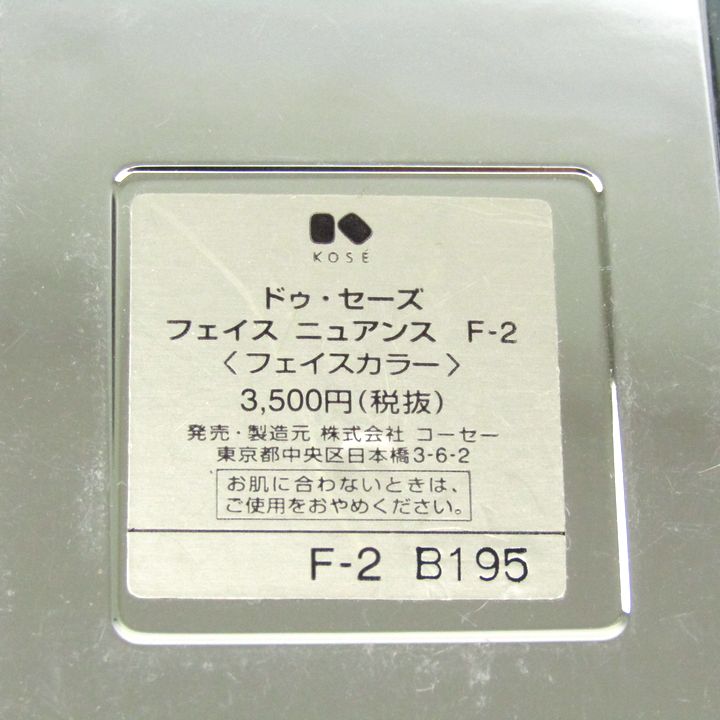 KOSÉ
ドゥ・セーズ
フェイス ニュアンス F-2
〈フェイスカラー〉
3,500円(税抜)
発売・製造元 株式会社 コーセー
東京都中央区日本橋3-6-2
お肌に合わないときは、
ご使用をおやめください。
F-2 B195